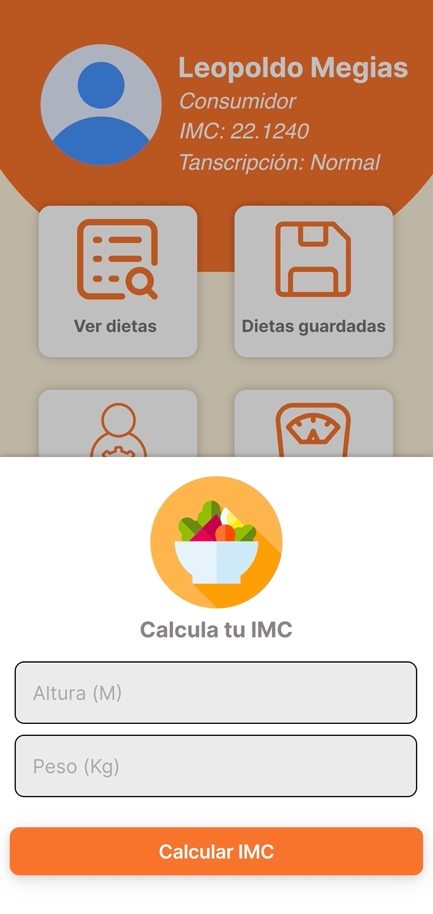 Leopoldo Megias
Consumidor
IMC: 22.1240
Tanscripción: Normal
Ver dietas
Dietas guardadas
Calcula tu IMC
Altura (M)
Peso (Kg)
Calcular IMC